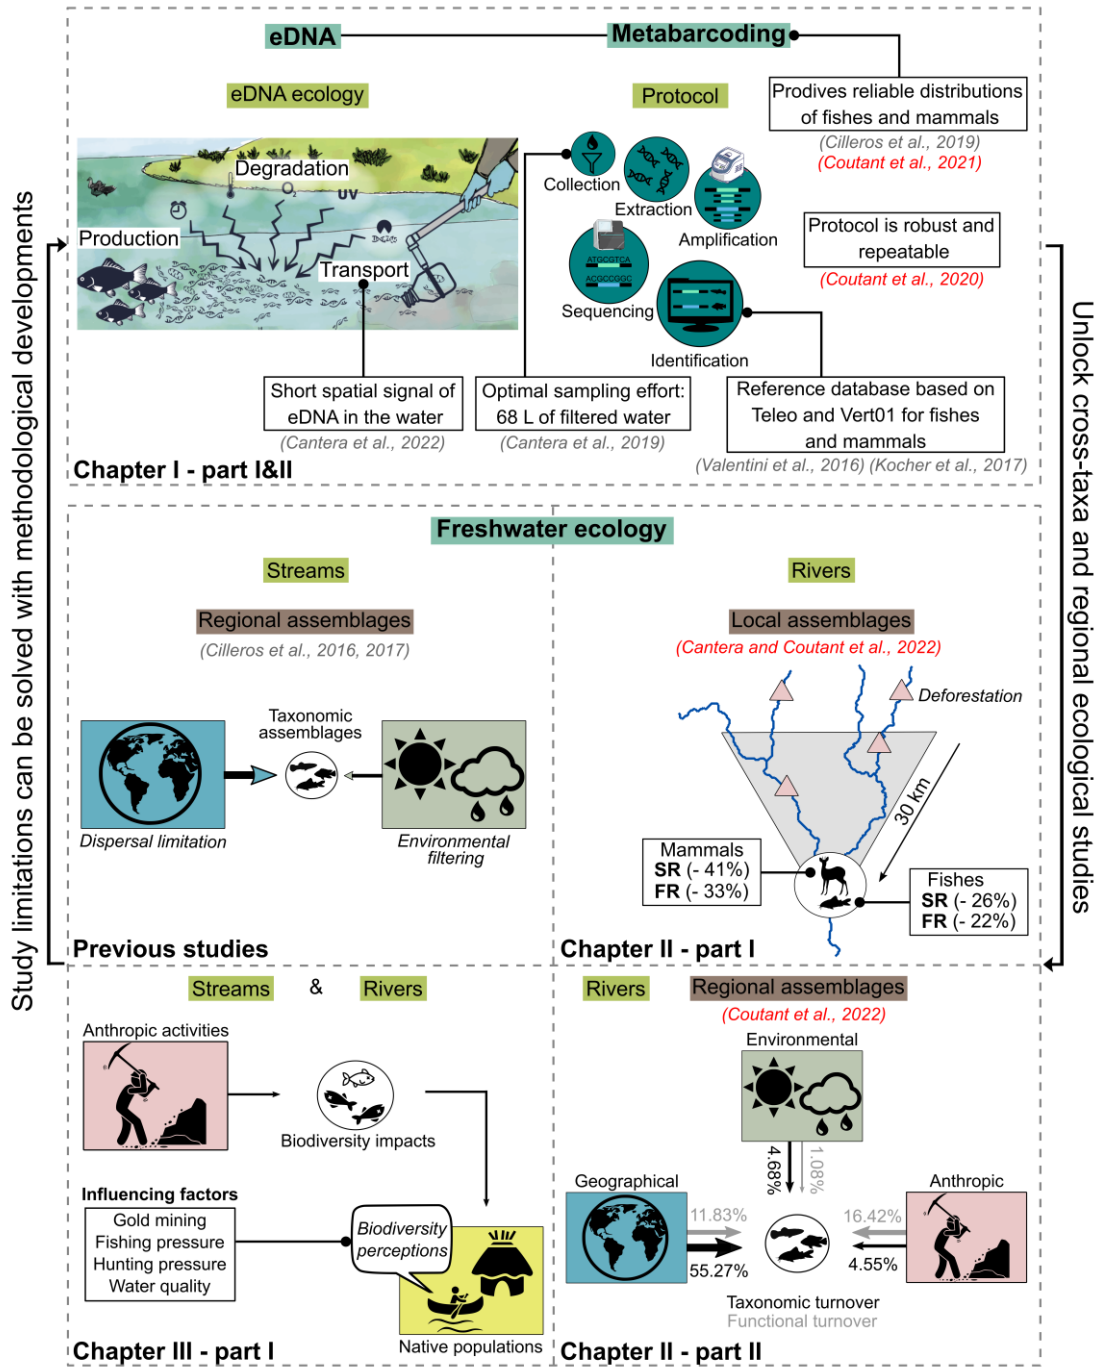 eDNA
Metabarcoding
eDNA ecology
Protocol
Prodives reliable distributions
of fishes and mammals
(Cilleros et al., 2019)
(Coutant et al., 2021)
Degradation
O2
UV
Production
Transport
Collection
Extraction
Amplification
ATGCGTCA
ACGCCGGC
Sequencing
Identification
Protocol is robust and
repeatable
(Coutant et al., 2020)
Short spatial signal of
eDNA in the water
(Cantera et al., 2022)
Optimal sampling effort:
68 L of filtered water
(Cantera et al., 2019)
Reference database based on
Teleo and Vert01 for fishes
and mammals
(Valentini et al., 2016) (Kocher et al., 2017)
Chapter I - part I&II
Study limitations can be solved with methodological developments
Unlock cross-taxa and regional ecological studies
Freshwater ecology
Streams
Regional assemblages
(Cilleros et al., 2016, 2017)
Taxonomic
assemblages
Dispersal limitation
Environmental
filtering
Previous studies
Rivers
Local assemblages
(Cantera and Coutant et al., 2022)
Deforestation
30 km
Mammals
SR (- 41%)
FR (- 33%)
Fishes
SR (- 26%)
FR (- 22%)
Chapter II - part I
Streams & Rivers
Anthropic activities
Biodiversity impacts
Influencing factors
Gold mining
Fishing pressure
Hunting pressure
Water quality
Biodiversity
perceptions
Native populations
Chapter III - part I
Rivers
Regional assemblages
(Coutant et al., 2022)
Environmental
4.68%
1.08%
Geographical
11.83%
55.27%
Anthropic
16.42%
4.55%
Taxonomic turnover
Functional turnover
Chapter II - part II